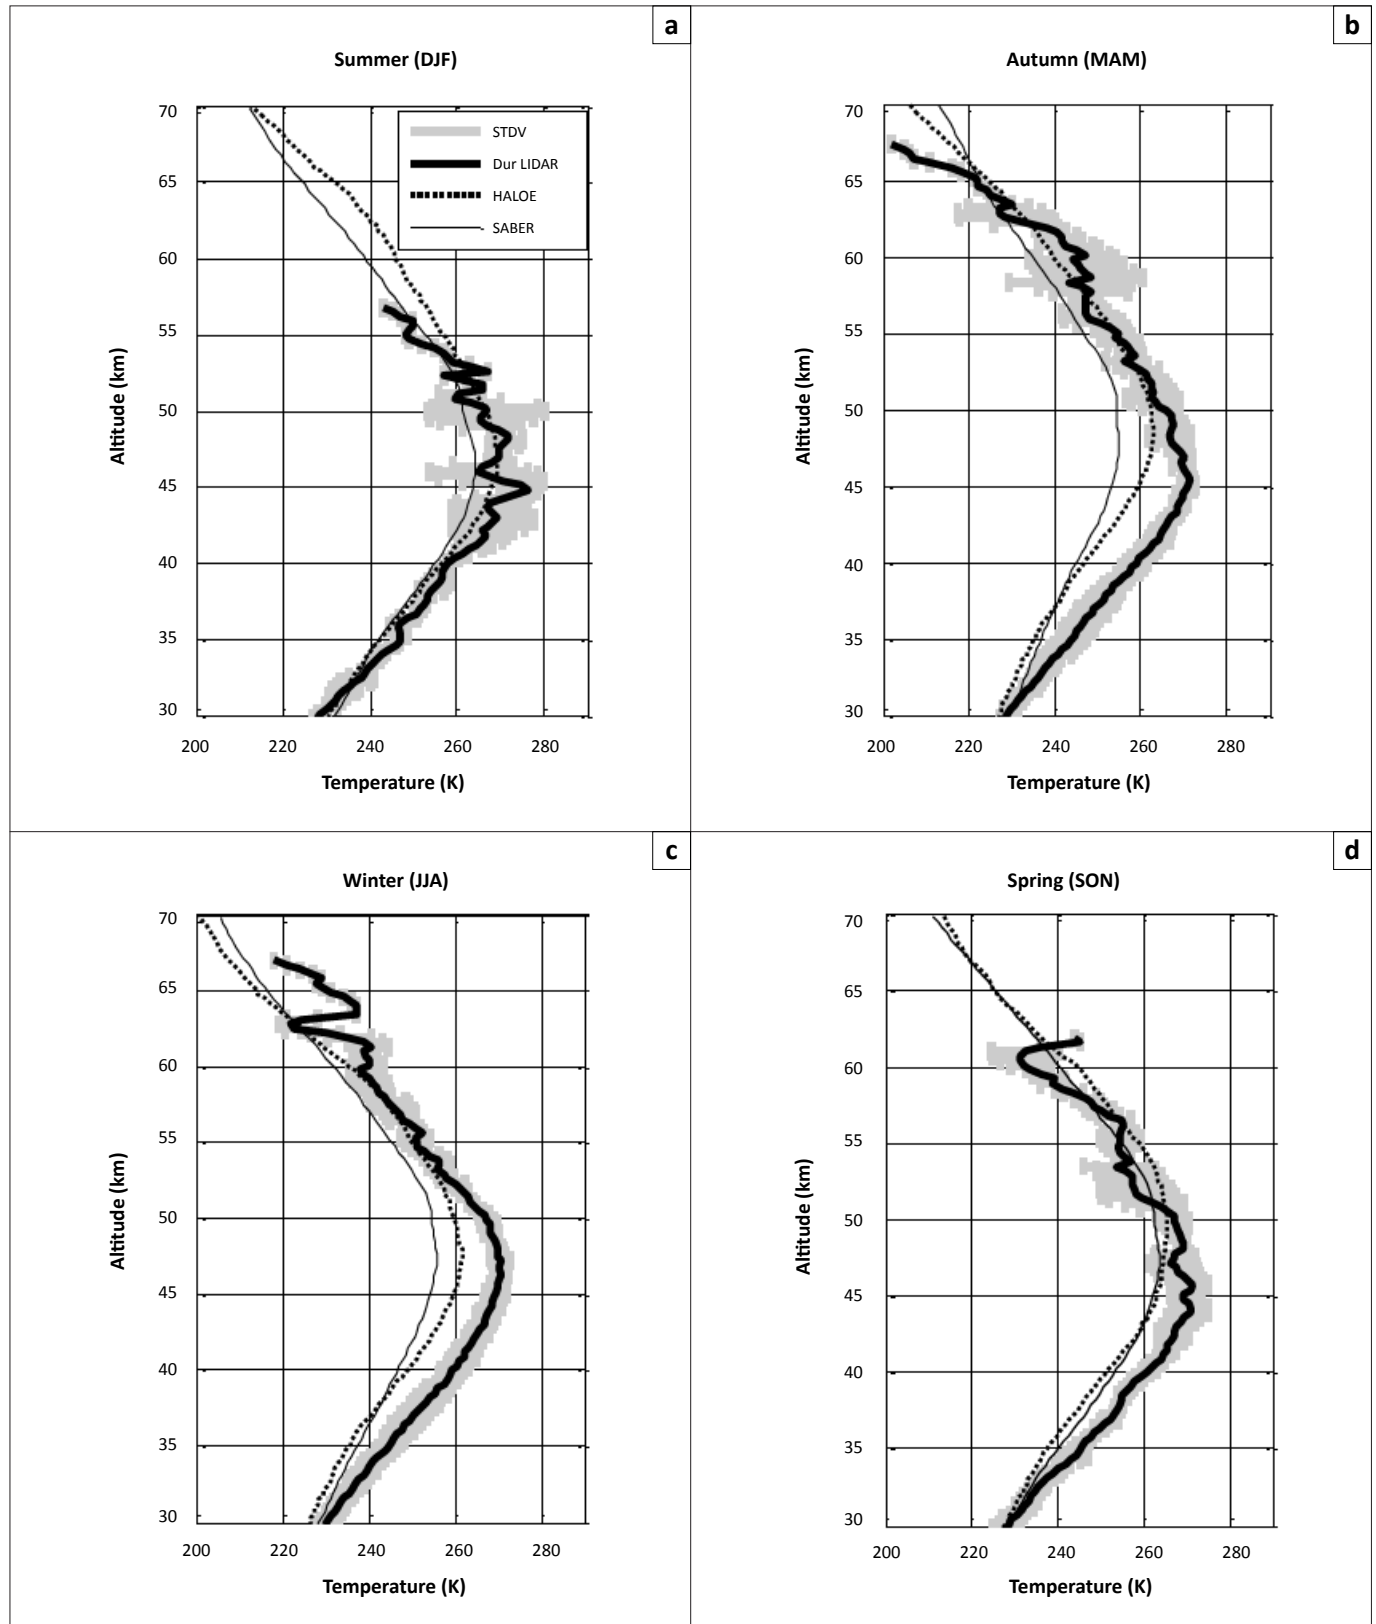 a
Summer (DJF)
70
65
60
55
50
45
40
35
30
STDV
Dur LIDAR
HALOE
SABER
Altitude (km)
200 220 240 260 280
Temperature (K)
b
Autumn (MAM)
70
65
60
55
50
45
40
35
30
Altitude (km)
200 220 240 260 280
Temperature (K)
c
Winter (JJA)
70
65
60
55
50
45
40
35
30
Altitude (km)
200 220 240 260 280
Temperature (K)
d
Spring (SON)
70
65
60
55
50
45
40
35
30
Altitude (km)
200 220 240 260 280
Temperature (K)